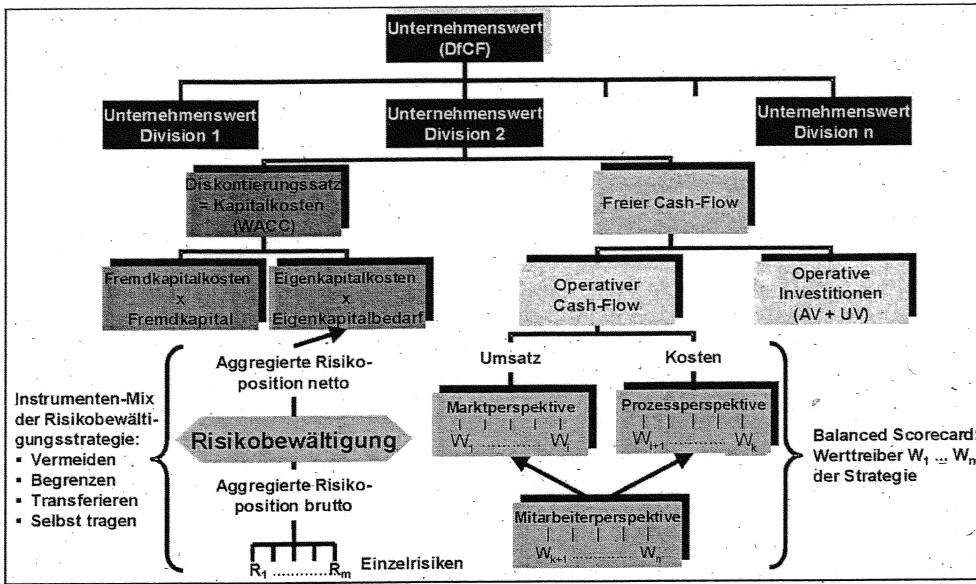 Unternehmenswert
(DfCF)
Unternehmenswert
Division 1
Unternehmenswert
Division 2
Unternehmenswert
Division n
Diskontierungssatz
= Kapitalkosten
(WACC)
Freier Cash-Flow
Fremdkapitalkosten
x
Fremdkapital
Eigenkapitalkosten
x
Eigenkapitalbedarf
Operativer
Cash-Flow
Operative
Investitionen
(AV + UV)
Instrumenten-Mix
der Risikobewälti-
gungsstrategie:
▪ Vermeiden
▪ Begrenzen
▪ Transferieren
▪ Selbst tragen
Aggregierte Risiko-
position netto
Risikobewältigung
Aggregierte Risiko-
position brutto
R1 ............. Rm Einzelrisiken
Umsatz
Kosten
Marktperspektive
W1 .............. Wi
Prozessperspektive
Wi+1 .............. Wk
Mitarbeiterperspektive
Wk+1 .............. Wn
Balanced Scorecard:
Werttreiber W1 ... Wn
der Strategie